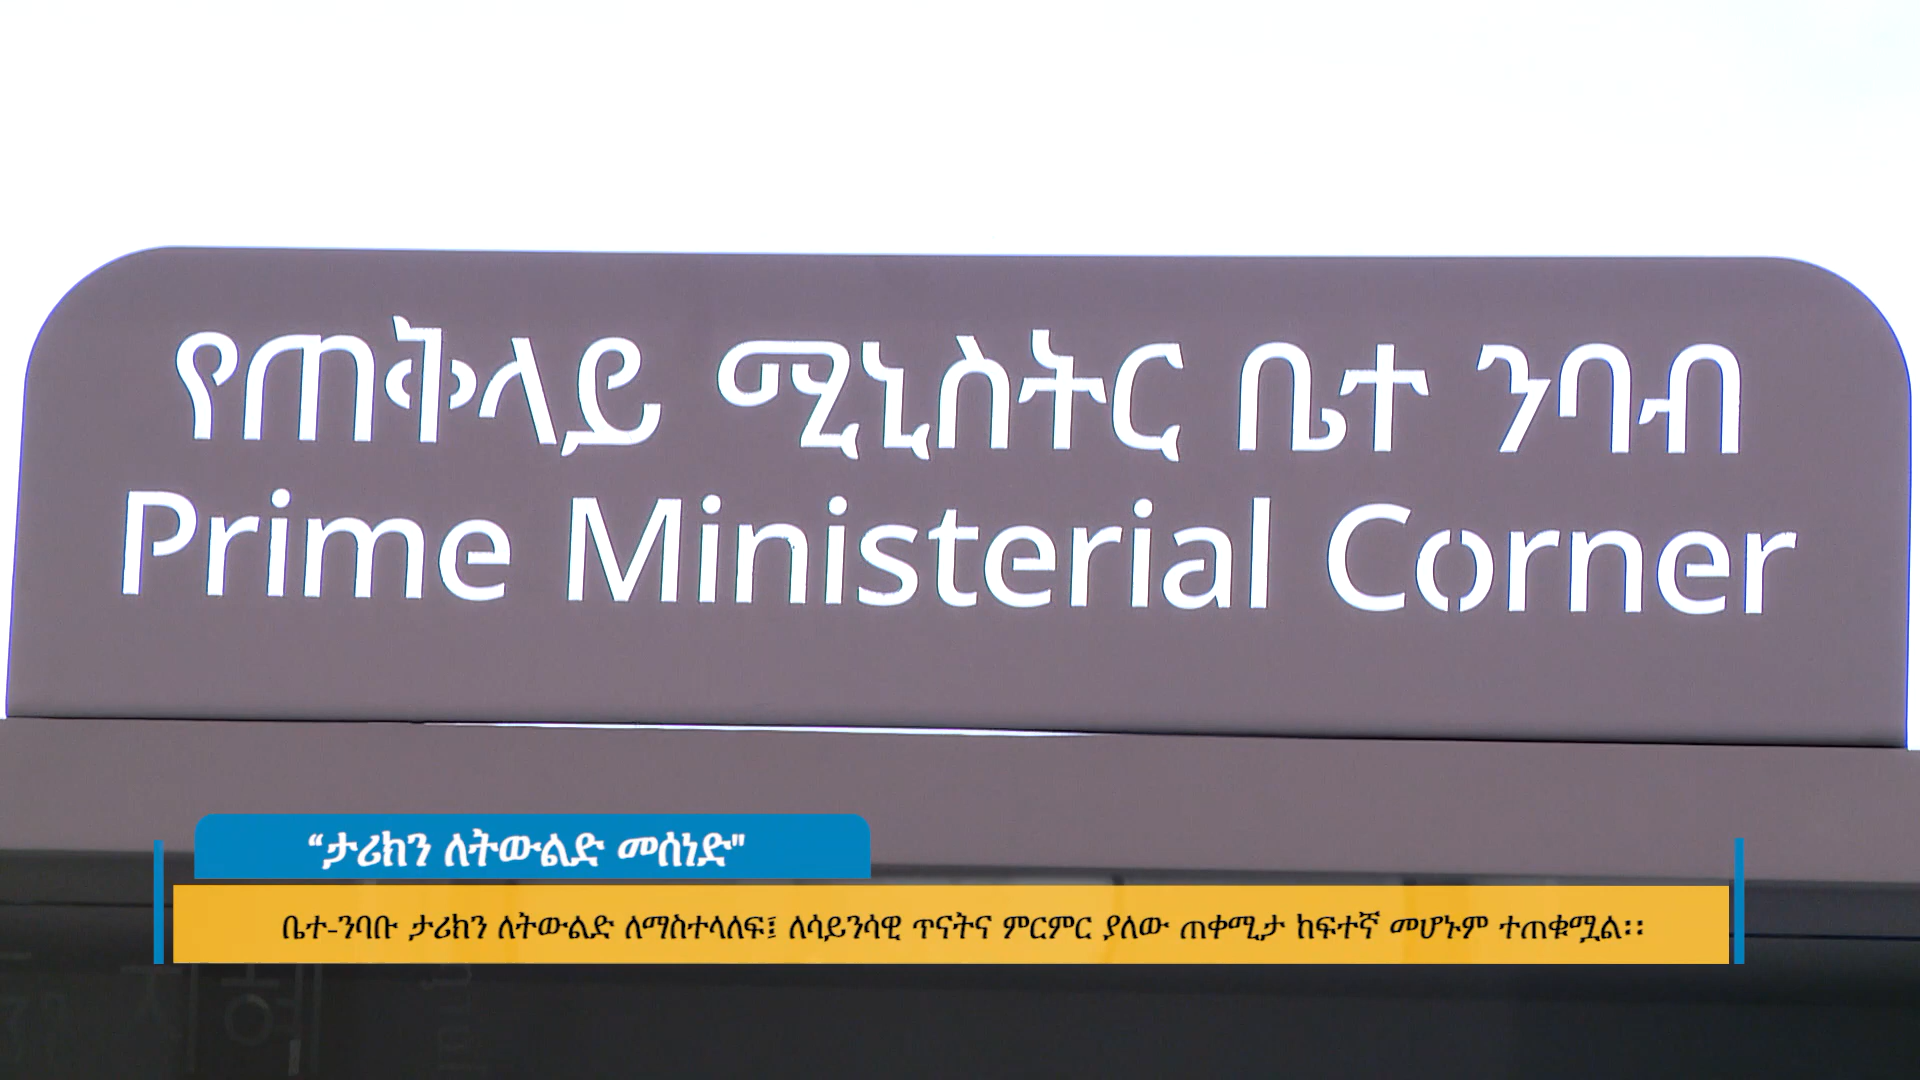 የጠቅላይ ሚኒስትር ቤተ ንባብ
Prime Ministerial Corner
“ታሪክን ለትውልድ መሰነድ"
ቤተ-ንባቡ ታሪክን ለትውልድ ለማስተላለፍ፤ ለሳይንሳዊ ጥናትና ምርምር ያለው ጠቀሜታ ከፍተኛ መሆኑም ተጠቁሟል፡፡